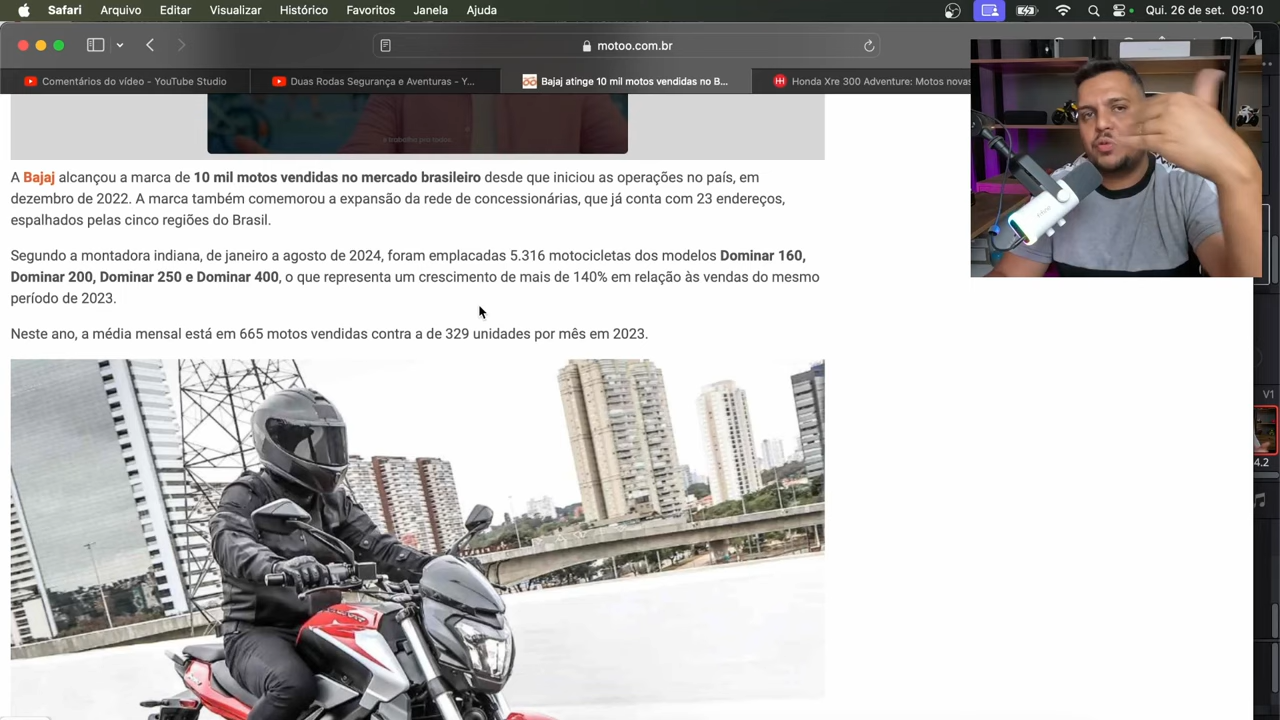 Safari Arquivo Editar Visualizar Histórico Favoritos Janela Ajuda Qui. 26 de set. 09:10
motoo.com.br
Comentários do vídeo - YouTube Studio
Duas Rodas Segurança e Aventuras - Y...
Bajaj atinge 10 mil motos vendidas no B...
Honda Xre 300 Adventure: Motos novas
A Bajaj alcançou a marca de 10 mil motos vendidas no mercado brasileiro desde que iniciou as operações no país, em
dezembro de 2022. A marca também comemorou a expansão da rede de concessionárias, que já conta com 23 endereços,
espalhados pelas cinco regiões do Brasil.
Segundo a montadora indiana, de janeiro a agosto de 2024, foram emplacadas 5.316 motocicletas dos modelos Dominar 160,
Dominar 200, Dominar 250 e Dominar 400, o que representa um crescimento de mais de 140% em relação às vendas do mesmo
período de 2023.
Neste ano, a média mensal está em 665 motos vendidas contra a de 329 unidades por mês em 2023.
V1
4.2